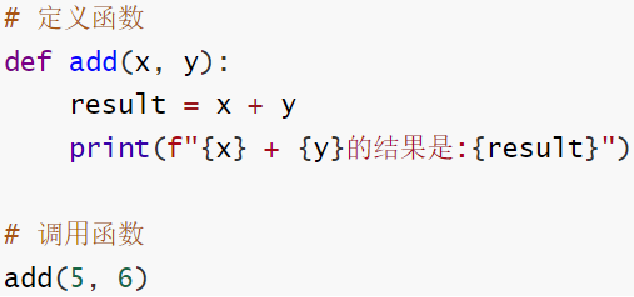 # 定义函数
def add(x, y):
    result = x + y
    print(f"{x} + {y}的结果是:{result}")
# 调用函数
add(5, 6)